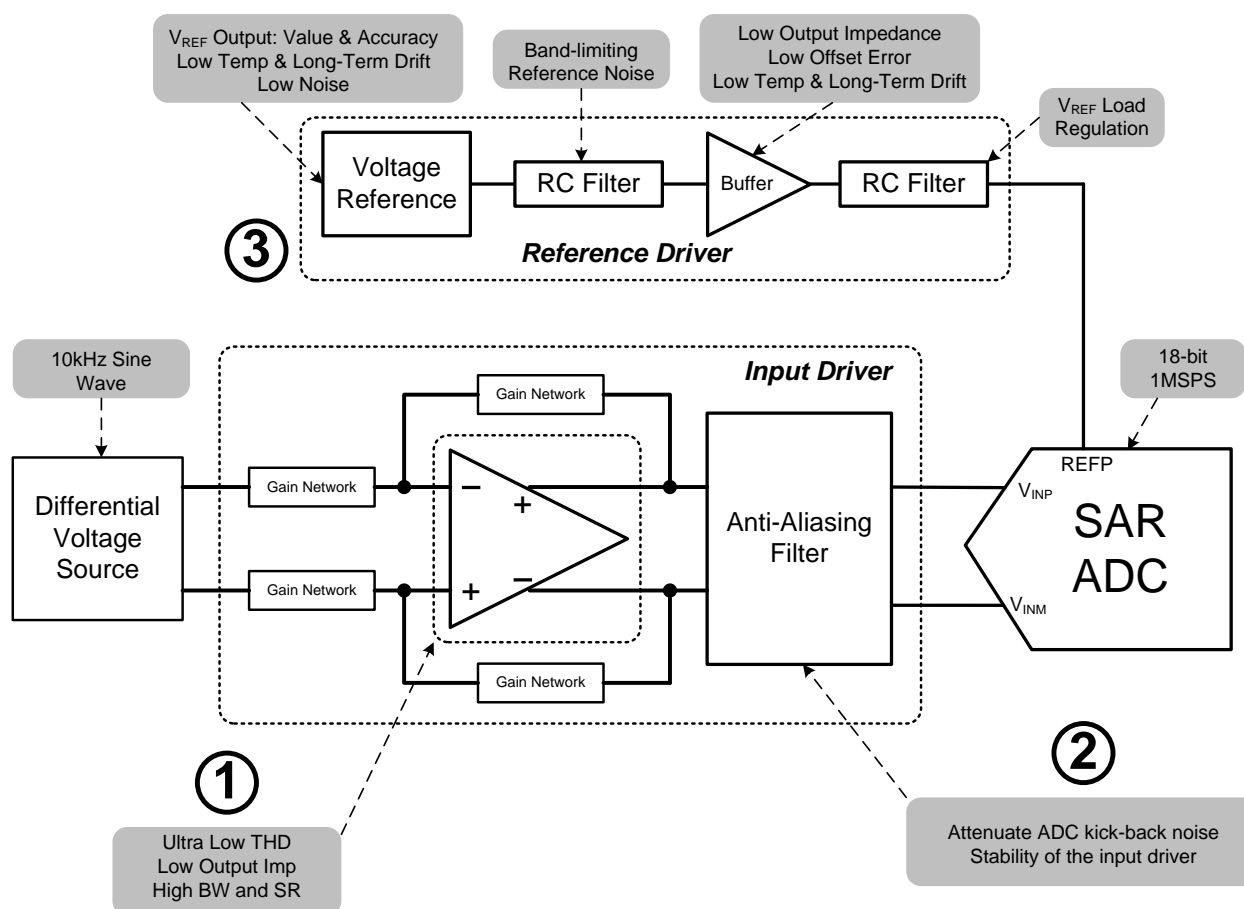 VREF Output: Value & Accuracy
Low Temp & Long-Term Drift
Low Noise
Band-limiting
Reference Noise
Low Output Impedance
Low Offset Error
Low Temp & Long-Term Drift
VREF Load
Regulation
Voltage
Reference
RC Filter
Buffer
RC Filter
3
Reference Driver
10kHz Sine
Wave
Input Driver
18-bit
1MSPS
Gain Network
Differential
Voltage
Source
Gain Network
Gain Network
Gain Network
−
+
+
−
Anti-Aliasing
Filter
REFP
VINP
SAR
ADC
VINM
1
2
Ultra Low THD
Low Output Imp
High BW and SR
Attenuate ADC kick-back noise
Stability of the input driver